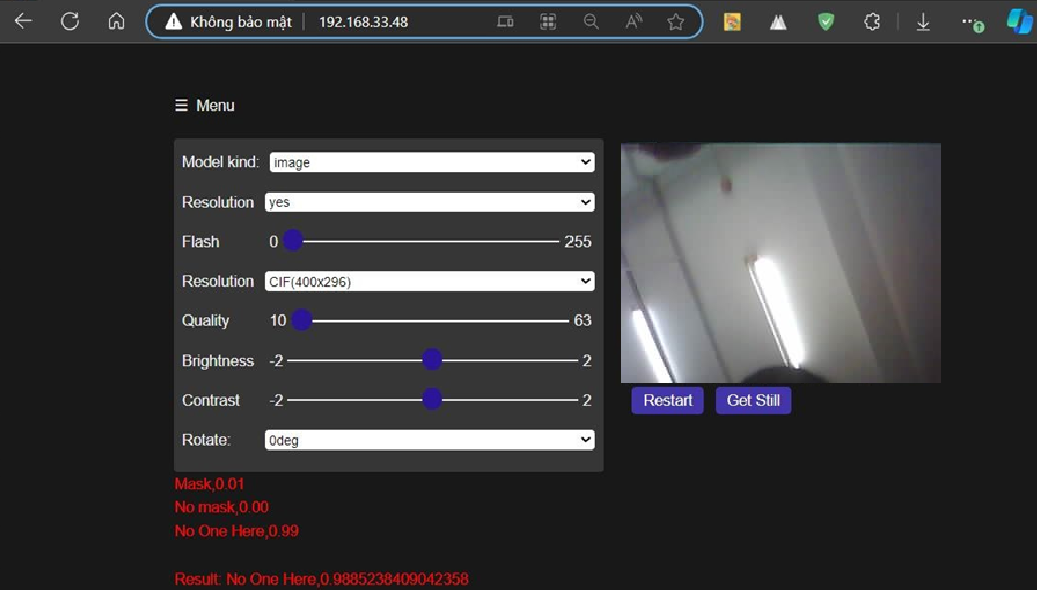 Không bảo mật 192.168.33.48
☰ Menu
Model kind: image
Resolution yes
Flash 0 255
Resolution CIF(400x296)
Quality 10 63
Brightness -2 2
Contrast -2 2
Rotate: 0deg
Restart Get Still
Mask,0.01
No mask,0.00
No One Here,0.99
Result: No One Here,0.9885238409042358